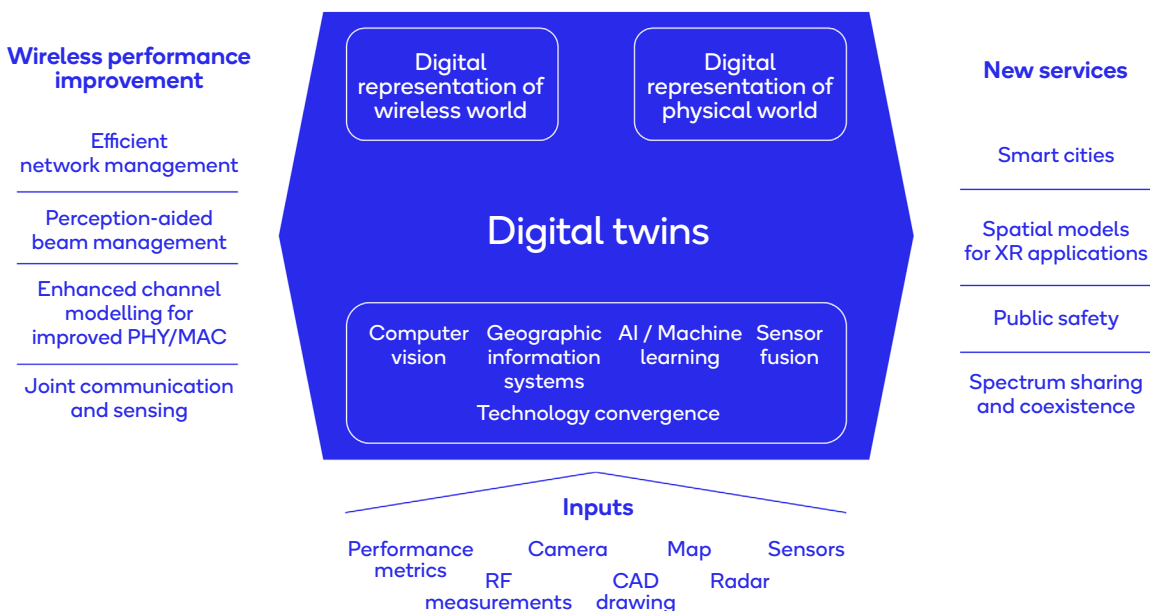 Wireless performance
improvement
Efficient
network management
Perception-aided
beam management
Enhanced channel
modelling for
improved PHY/MAC
Joint communication
and sensing
Digital
representation of
wireless world
Digital
representation of
physical world
Digital twins
Computer
vision
Geographic
information
systems
AI / Machine
learning
Sensor
fusion
Technology convergence
New services
Smart cities
Spatial models
for XR applications
Public safety
Spectrum sharing
and coexistence
Inputs
Performance
metrics
RF
measurements
Camera
CAD
drawing
Map
Radar
Sensors